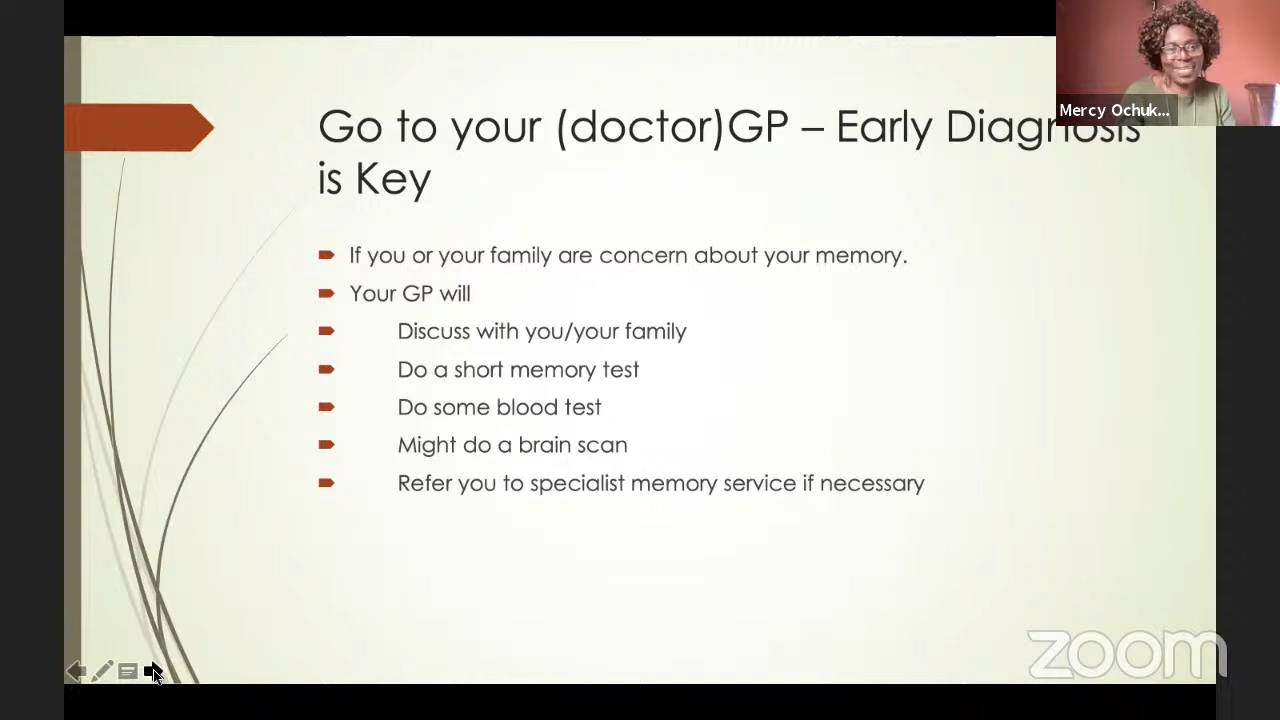 Go to your (doctor)GP – Early Diagnosis
is Key
If you or your family are concern about your memory.
Your GP will
Discuss with you/your family
Do a short memory test
Do some blood test
Might do a brain scan
Refer you to specialist memory service if necessary
Mercy Ochuk...
zoom